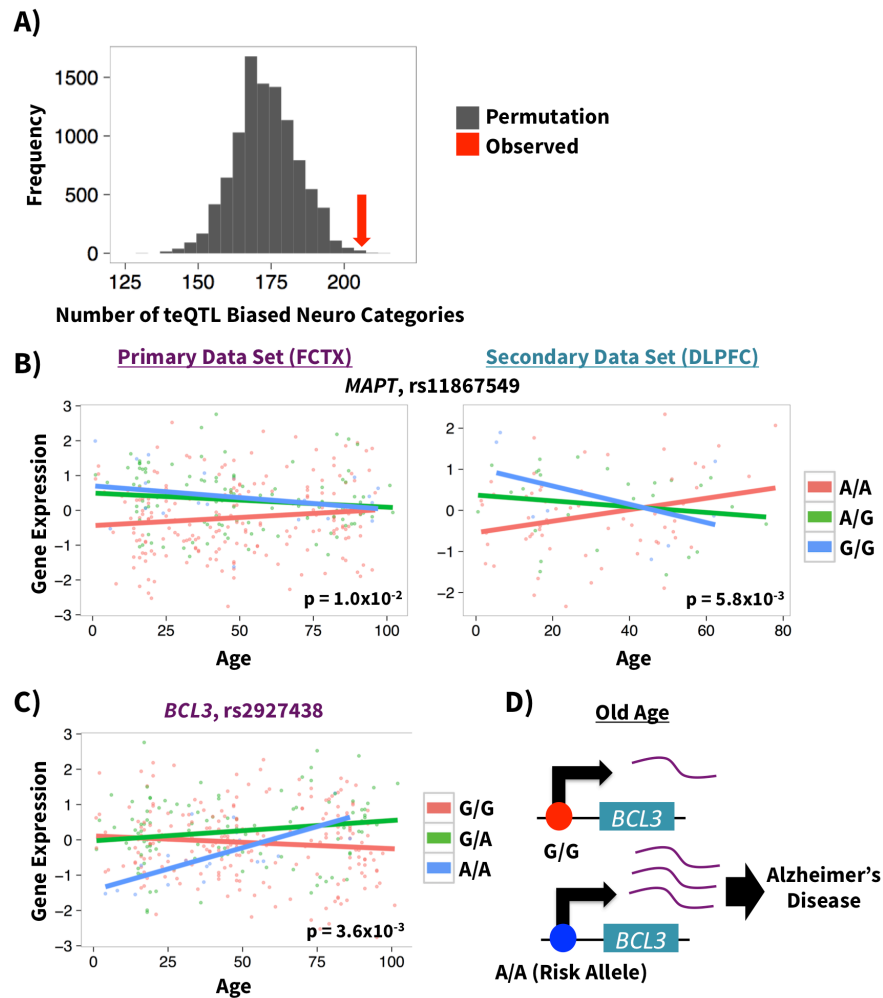 A)
1500
1000
500
0
Frequency
125 150 175 200
Number of teQTL Biased Neuro Categories
Permutation
Observed
B)
Primary Data Set (FCTX)
Secondary Data Set (DLPFC)
MAPT, rs11867549
3
2
1
0
−1
−2
−3
Gene Expression
0 25 50 75 100
Age
p = 1.0x10-2
2
1
0
−1
−2
0 20 40 60 80
Age
p = 5.8x10-3
A/A
A/G
G/G
C)
BCL3, rs2927438
3
2
1
0
−1
−2
−3
Gene Expression
0 25 50 75 100
Age
p = 3.6x10-3
G/G
G/A
A/A
D)
Old Age
BCL3
G/G
BCL3
A/A (Risk Allele)
Alzheimer’s
Disease